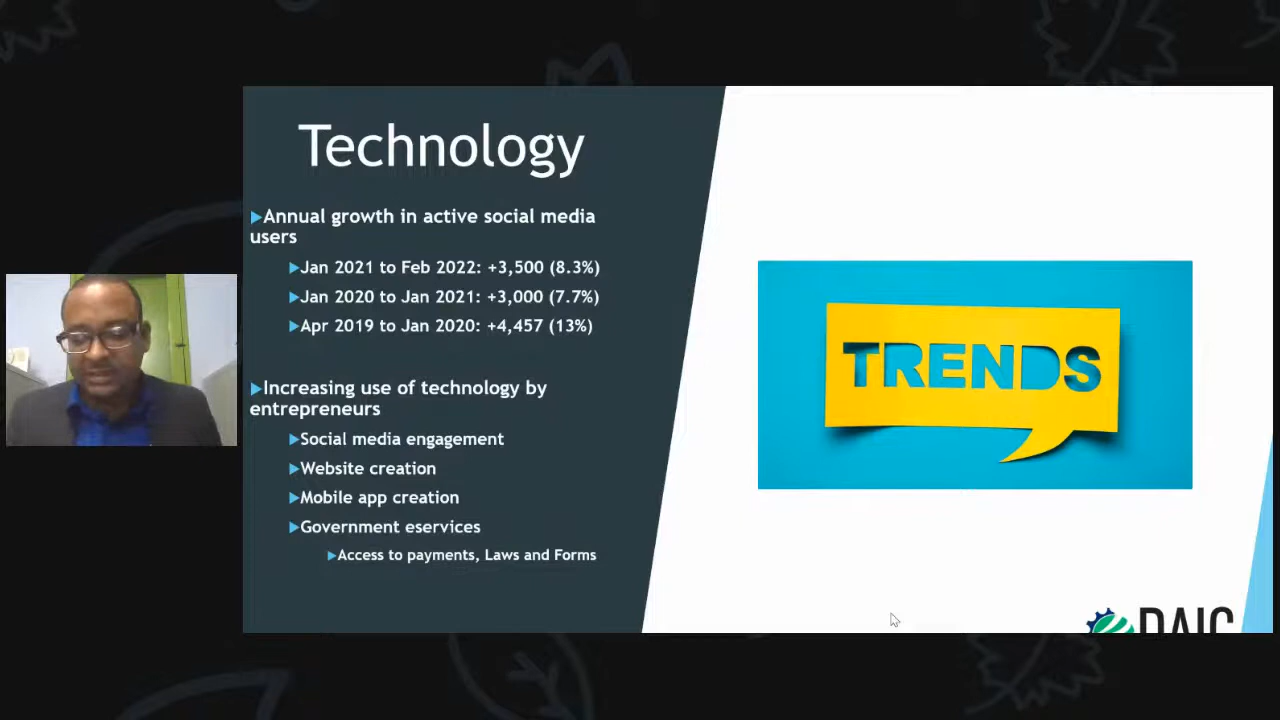 Technology
Annual growth in active social media
users
Jan 2021 to Feb 2022: +3,500 (8.3%)
Jan 2020 to Jan 2021: +3,000 (7.7%)
Apr 2019 to Jan 2020: +4,457 (13%)
Increasing use of technology by
entrepreneurs
Social media engagement
Website creation
Mobile app creation
Government eservices
Access to payments, Laws and Forms
TRENDS
DAIC